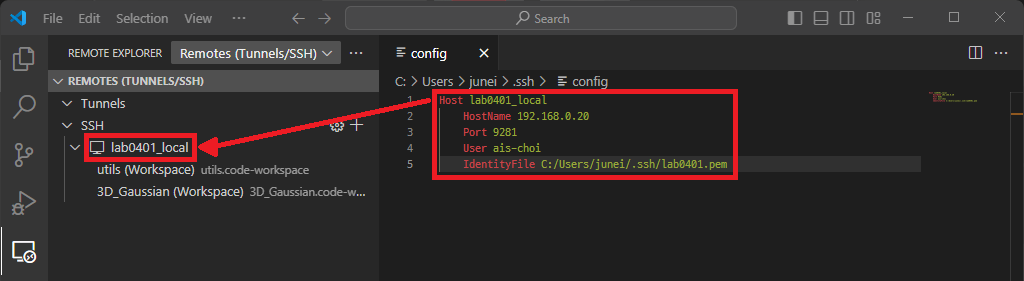 File Edit Selection ··· Search
REMOTE EXPLORER Remotes (Tunnels/SSH) ···
REMOTES (TUNNELS/SSH)
Tunnels
SSH
lab0401_local
utils (Workspace) utils.code-workspace
3D_Gaussian (Workspace) 3D_Gaussian.code-w...
config
C: > Users > junei > .ssh > config
1 Host lab0401_local
2 HostName 192.168.0.20
3 Port 9281
4 User ais-choi
5 IdentityFile C:/Users/junei/.ssh/lab0401.pem